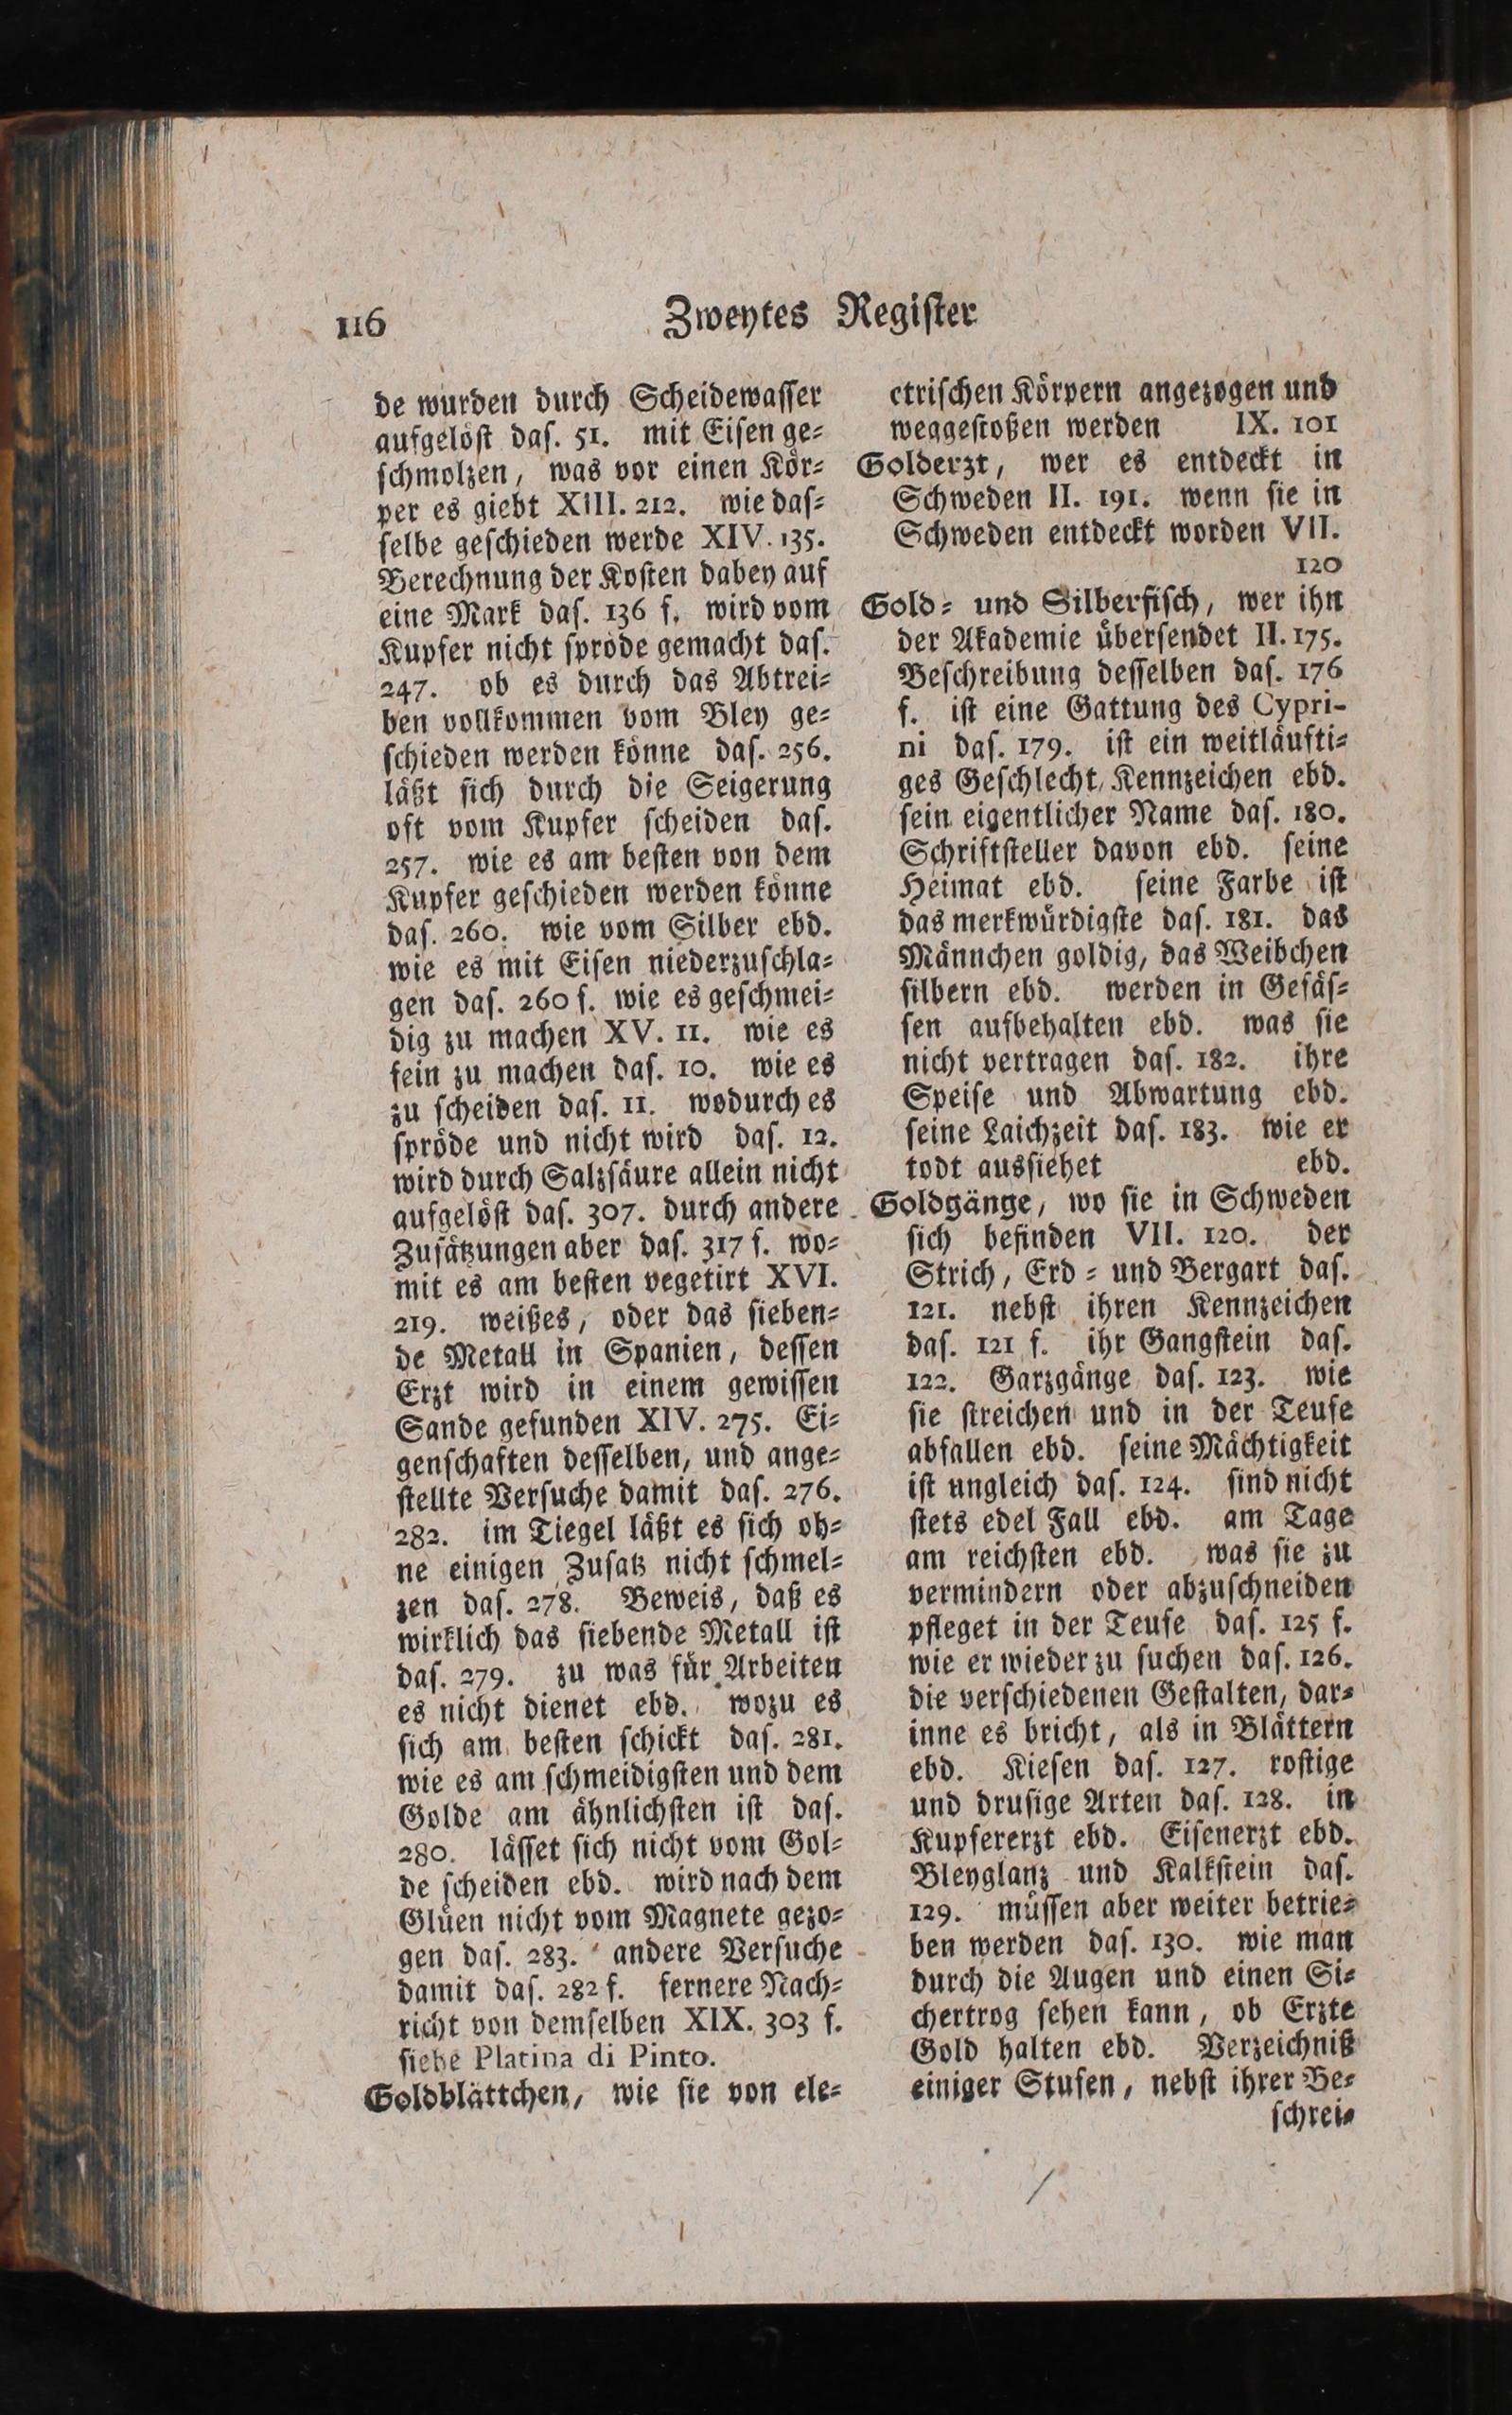 116
Zweytes Regiſter
de wurden durch Scheidewaſſer
aufgelöſt daſ. 51. mit Eiſen ge⸗
ſchmolzen, was vor einen Kör⸗
per es giebt XIII. 212. wie daſ⸗
ſelbe geſchieden werde XIV. 135.
Berechnung der Koſten dabey auf
eine Mark daſ. 136 f. wird vom
Kupfer nicht ſpröde gemacht daſ.
247. ob es durch das Abtrei⸗
ben vollkommen vom Bley ge⸗
ſchieden werden könne daſ. 256.
läßt ſich durch die Seigerung
oft vom Kupfer ſcheiden daſ.
257. wie es am beſten von dem
Kupfer geſchieden werden könne
daſ. 260. wie vom Silber ebd.
wie es mit Eiſen niederzuſchla⸗
gen daſ. 260 f. wie es geſchmei⸗
dig zu machen XV. 11. wie es
fein zu machen daſ. 10. wie es
zu ſcheiden daſ. 11. wodurch es
ſpröde und nicht wird daſ. 12.
wird durch Salzſäure allein nicht
aufgelöſt daſ. 307. durch andere
Zuſätzungen aber daſ. 317 f. wo⸗
mit es am beſten vegetirt XVI.
219. weißes, oder das ſieben⸗
de Metall in Spanien, deſſen
Erzt wird in einem gewiſſen
Sande gefunden XIV. 275. Ei⸗
genſchaften deſſelben, und ange⸗
ſtellte Verſuche damit daſ. 276.
282. im Tiegel läßt es ſich oh⸗
ne einigen Zuſatz nicht ſchmel⸗
zen daſ. 278. Beweis, daß es
wirklich das ſiebende Metall iſt
daſ. 279. zu was für Arbeiten
es nicht dienet ebd. wozu es
ſich am beſten ſchickt daſ. 281.
wie es am ſchmeidigſten und dem
Golde am ähnlichſten iſt daſ.
280. läſſet ſich nicht vom Gol⸗
de ſcheiden ebd. wird nach dem
Glüen nicht vom Magnete gezo⸗
gen daſ. 283. andere Verſuche
damit daſ. 282 f. fernere Nach⸗
richt von demſelben XIX. 303 f.
ſiehe Platina di Pinto.
Goldblättchen, wie ſie von ele⸗
ctriſchen Körpern angezogen und
weggeſtoßen werden IX. 101
Golderzt, wer es entdeckt in
Schweden II. 191. wenn ſie in
Schweden entdeckt worden VII.
120
Gold⸗ und Silberfiſch, wer ihn
der Akademie überſendet II. 175.
Beſchreibung deſſelben daſ. 176
f. iſt eine Gattung des Cypri-
ni daſ. 179. iſt ein weitläufti⸗
ges Geſchlecht, Kennzeichen ebd.
ſein eigentlicher Name daſ. 180.
Schriftſteller davon ebd. ſeine
Heimat ebd. ſeine Farbe iſt
das merkwürdigſte daſ. 181. das
Männchen goldig, das Weibchen
ſilbern ebd. werden in Gefäſ⸗
ſen aufbehalten ebd. was ſie
nicht vertragen daſ. 182. ihre
Speiſe und Abwartung ebd.
ſeine Laichzeit daſ. 183. wie er
todt ausſiehet ebd.
Goldgänge, wo ſie in Schweden
ſich befinden VII. 120. der
Strich, Erd⸗ und Bergart daſ.
121. nebſt ihren Kennzeichen
daſ. 121 f. ihr Gangſtein daſ.
122. Garzgänge daſ. 123. wie
ſie ſtreichen und in der Teufe
abfallen ebd. ſeine Mächtigkeit
iſt ungleich daſ. 124. ſind nicht
ſtets edel Fall ebd. am Tage
am reichſten ebd. was ſie zu
vermindern oder abzuſchneiden
pfleget in der Teufe daſ. 125 f.
wie er wieder zu ſuchen daſ. 126.
die verſchiedenen Geſtalten, dar⸗
inne es bricht, als in Blättern
ebd. Kieſen daſ. 127. roſtige
und druſige Arten daſ. 128. in
Kupfererzt ebd. Eiſenerzt ebd.
Bleyglanz und Kalkſtein daſ.
129. müſſen aber weiter betrie⸗
ben werden daſ. 130. wie man
durch die Augen und einen Si⸗
chertrog ſehen kann, ob Erzte
Gold halten ebd. Verzeichniß
einiger Stufen, nebſt ihrer Be⸗
ſchrei⸗